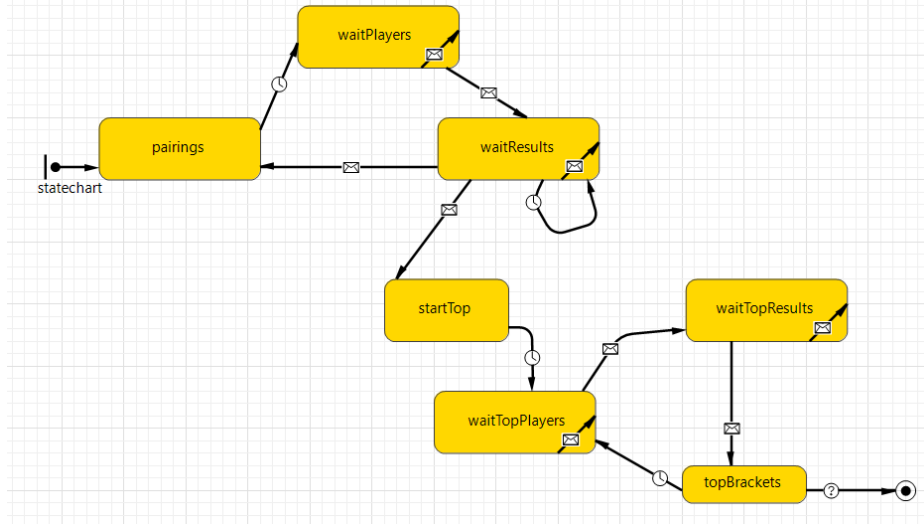 waitPlayers
pairings
waitResults
statechart
startTop
waitTopResults
waitTopPlayers
topBrackets
?